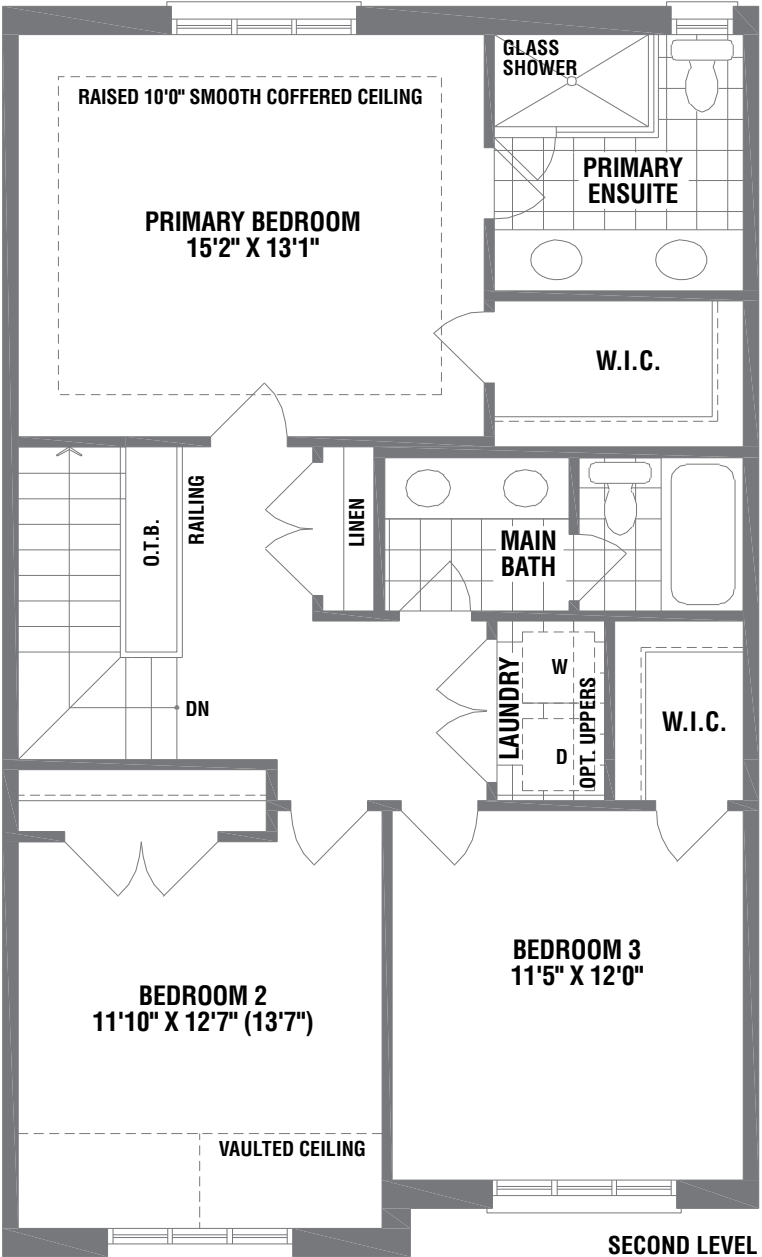 GLASS
SHOWER
RAISED 10'0" SMOOTH COFFERED CEILING
PRIMARY
ENSUITE
PRIMARY BEDROOM
15'2" X 13'1"
W.I.C.
O.T.B.
RAILING
LINEN
MAIN
BATH
DN
LAUNDRY
W
D
OPT. UPPERS
W.I.C.
BEDROOM 3
11'5" X 12'0"
BEDROOM 2
11'10" X 12'7" (13'7")
VAULTED CEILING
SECOND LEVEL